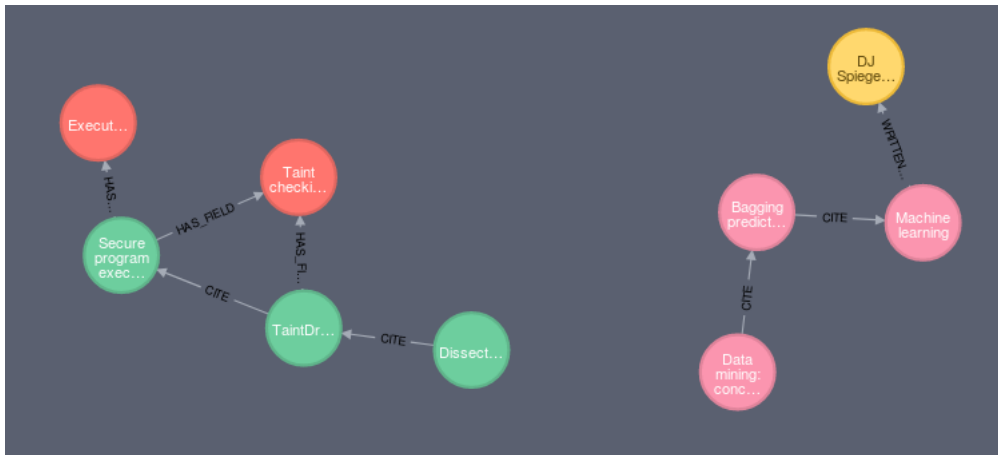 Execut…
HAS…
Secure
program
exec…
HAS_FIELD
Taint
checki…
HAS_FI…
CITE
TaintDr…
CITE
Dissect…
DJ
Spiege…
WRITTEN…
Bagging
predict…
CITE
Machine
learning
CITE
Data
mining:
conc…